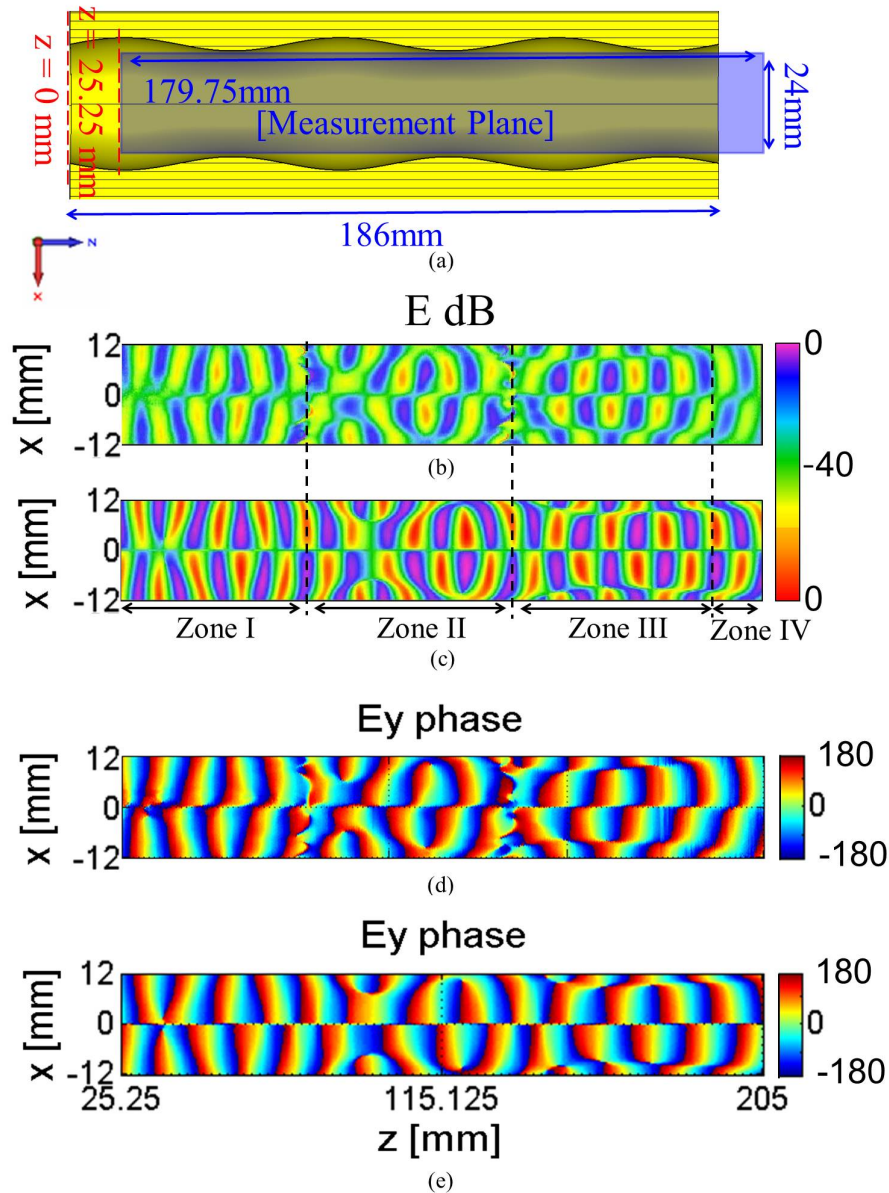 z = 0 mm
z = 25.25 mm
179.75mm
[Measurement Plane]
24mm
186mm
N
X
(a)
E dB
x [mm]
12
0
-12
(b)
x [mm]
12
0
-12
0
-40
0
Zone I
Zone II
Zone III
Zone IV
(c)
Ey phase
x [mm]
12
0
-12
180
0
-180
(d)
Ey phase
x [mm]
12
0
-12
180
0
-180
25.25
115.125
205
z [mm]
(e)